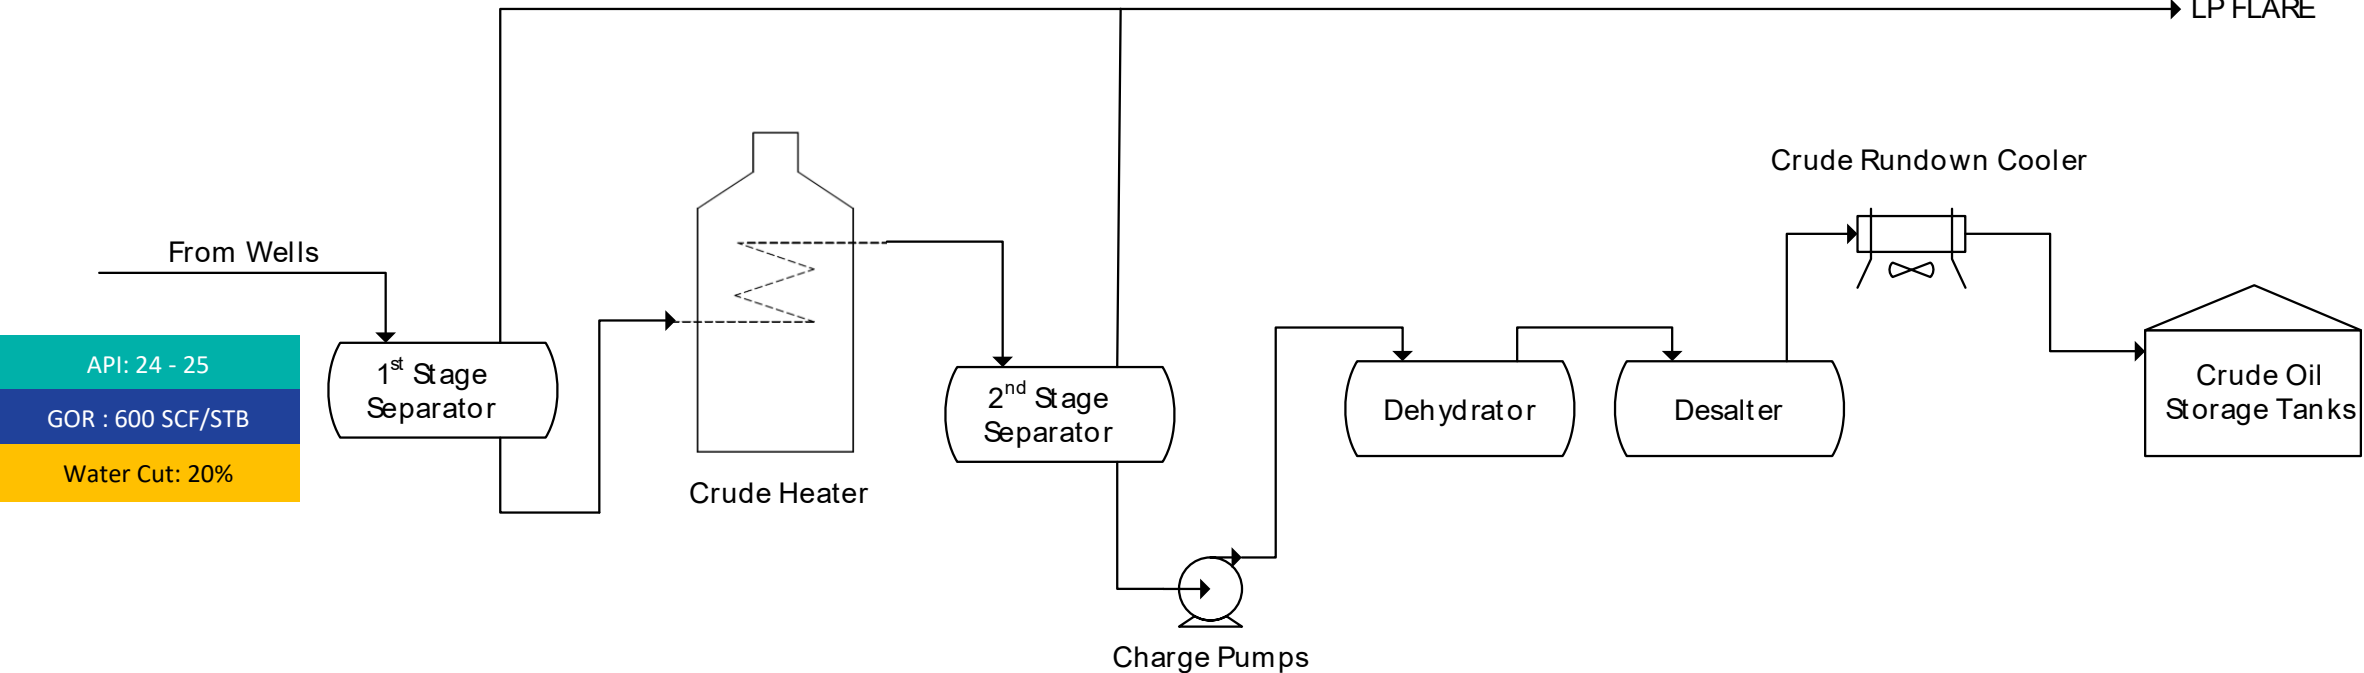 LP FLARE
Crude Rundown Cooler
From Wells
API: 24 - 25
GOR : 600 SCF/STB
Water Cut: 20%
1st Stage
Separator
Crude Heater
2nd Stage
Separator
Charge Pumps
Dehydrator
Desalter
Crude Oil
Storage Tanks